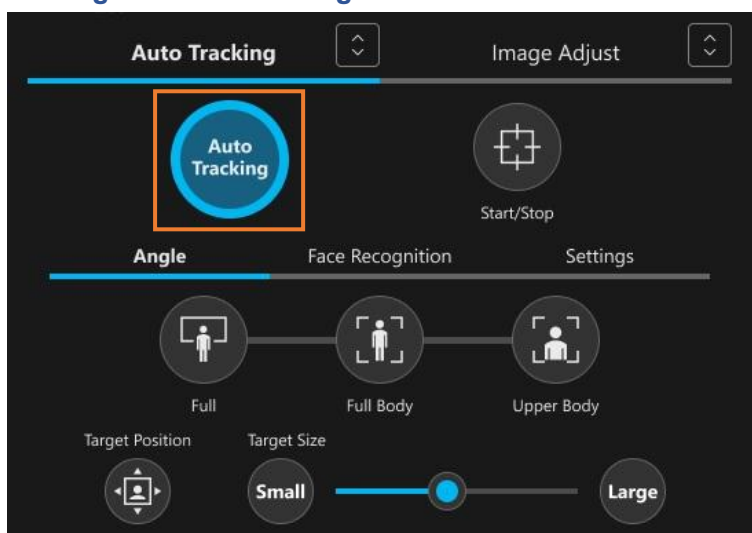 Auto Tracking
Image Adjust
Auto
Tracking
Start/Stop
Angle
Face Recognition
Settings
Full
Full Body
Upper Body
Target Position
Target Size
Small
Large